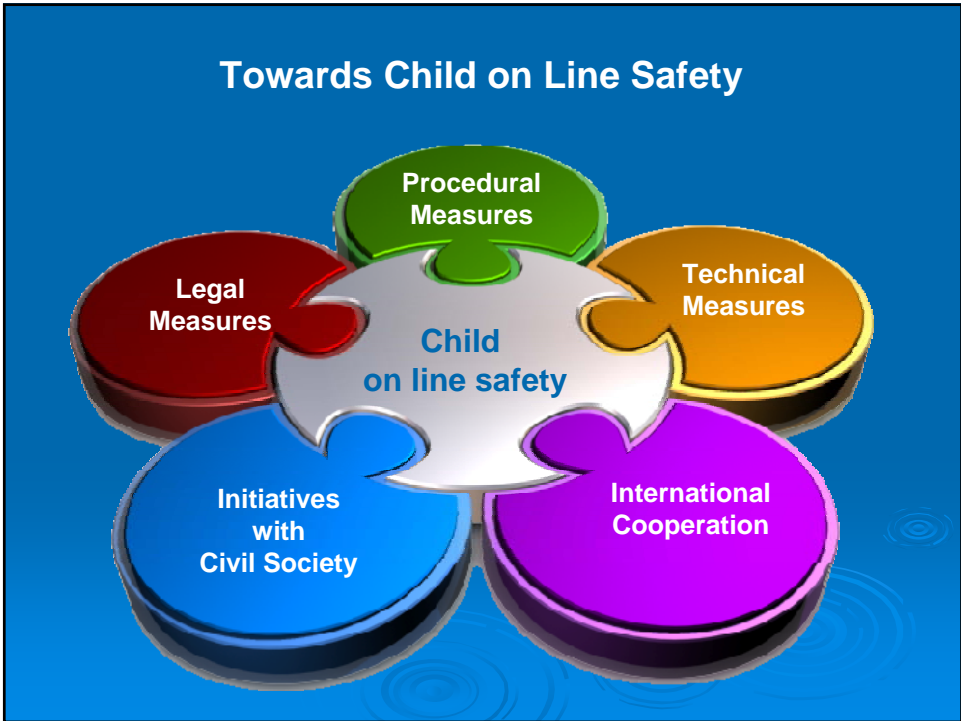 Towards Child on Line Safety
Procedural
Measures
Legal
Measures
Technical
Measures
Child
on line safety
Initiatives
with
Civil Society
International
Cooperation